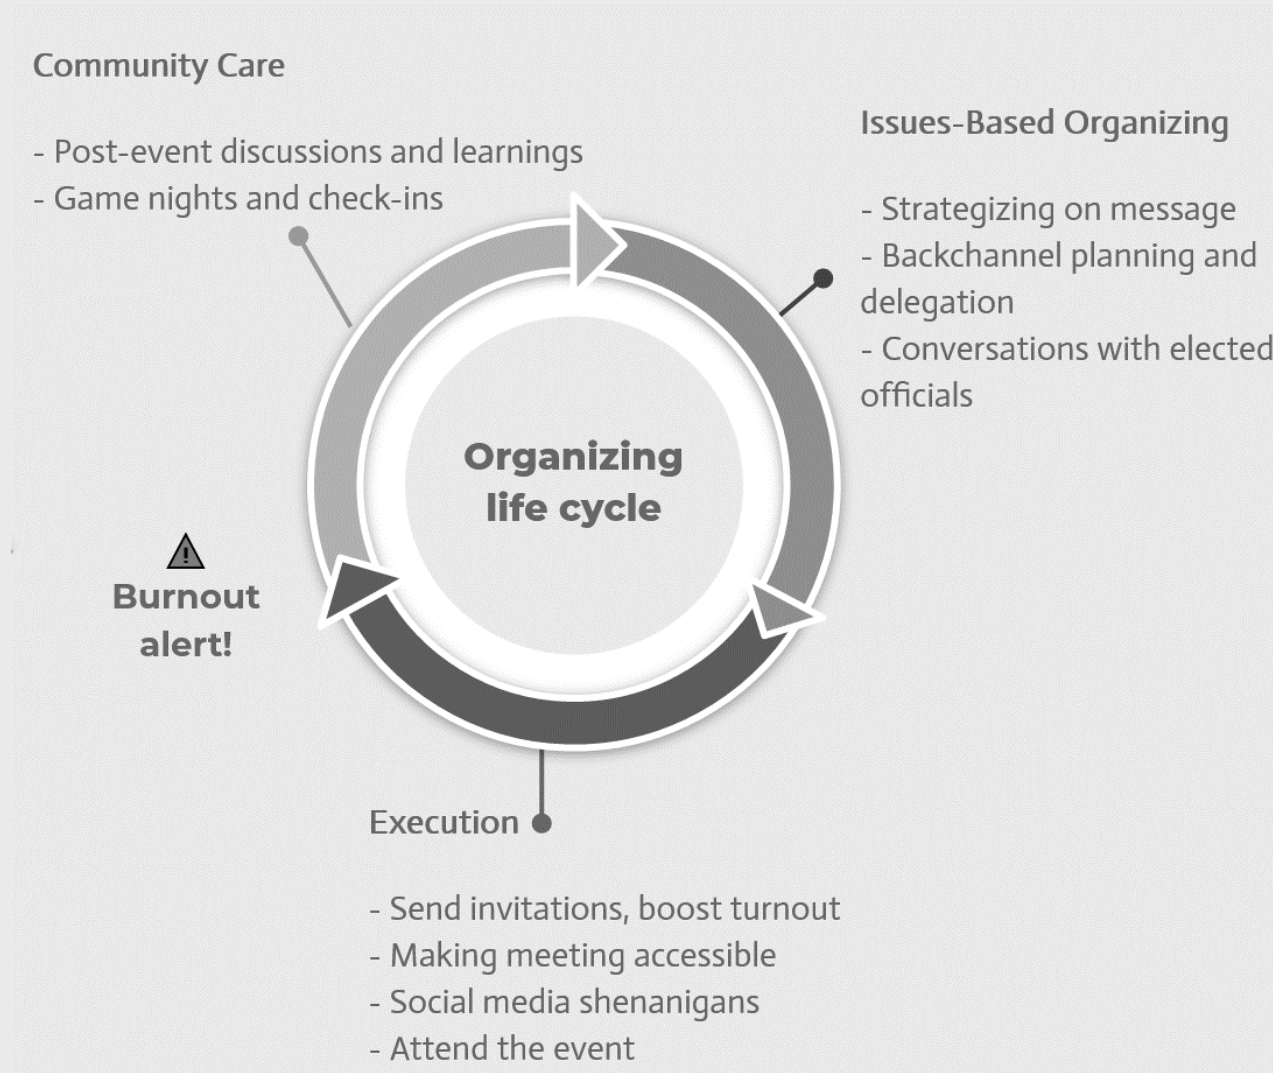 Community Care
- Post-event discussions and learnings
- Game nights and check-ins
Issues-Based Organizing
- Strategizing on message
- Backchannel planning and
delegation
- Conversations with elected
officials
Organizing
life cycle
!
Burnout
alert!
Execution
- Send invitations, boost turnout
- Making meeting accessible
- Social media shenanigans
- Attend the event